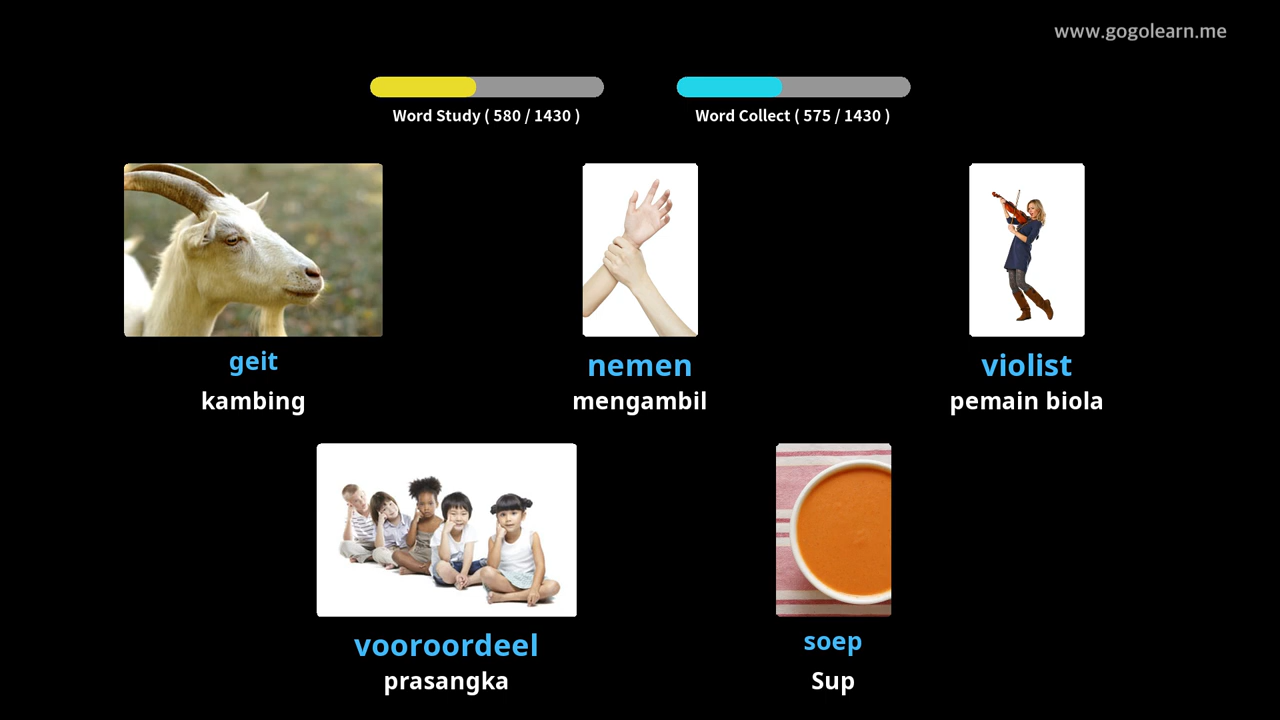 www.gogolearn.me
Word Study ( 580 / 1430 )
Word Collect ( 575 / 1430 )
geit
kambing
nemen
mengambil
violist
pemain biola
vooroordeel
prasangka
soep
Sup